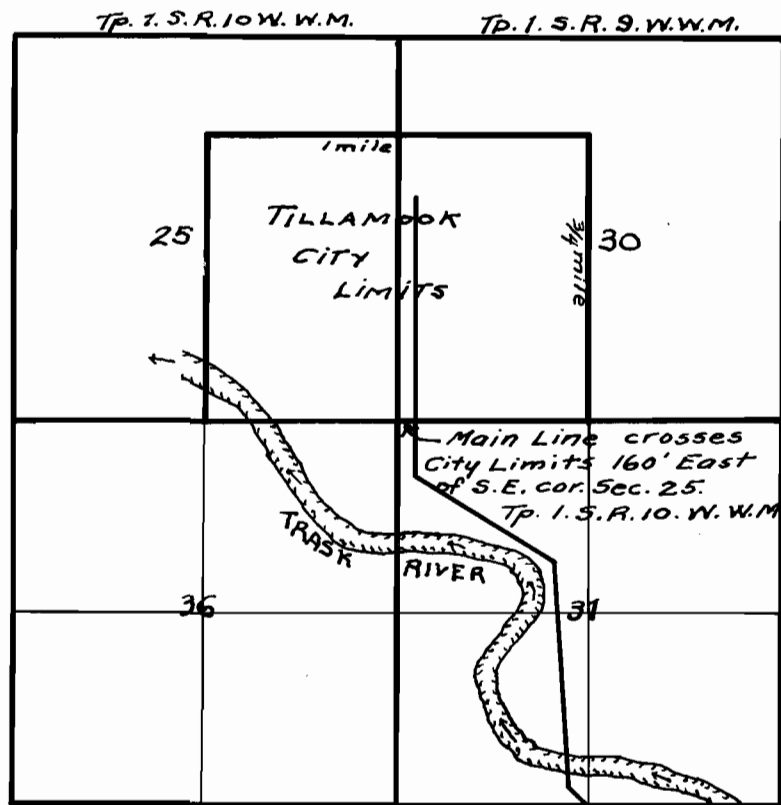 Tp. 1. S. R. 10 W. W. M.
Tp. 1. S. R. 9. W. W. M.
1 mile
TILLAMOOK
CITY
LIMITS
25
3/4 mile
30
Main Line crosses
City Limits 160' East
of S.E. cor. Sec. 25.
Tp. 1. S. R. 10. W. W. M
TRASK
RIVER
36
31